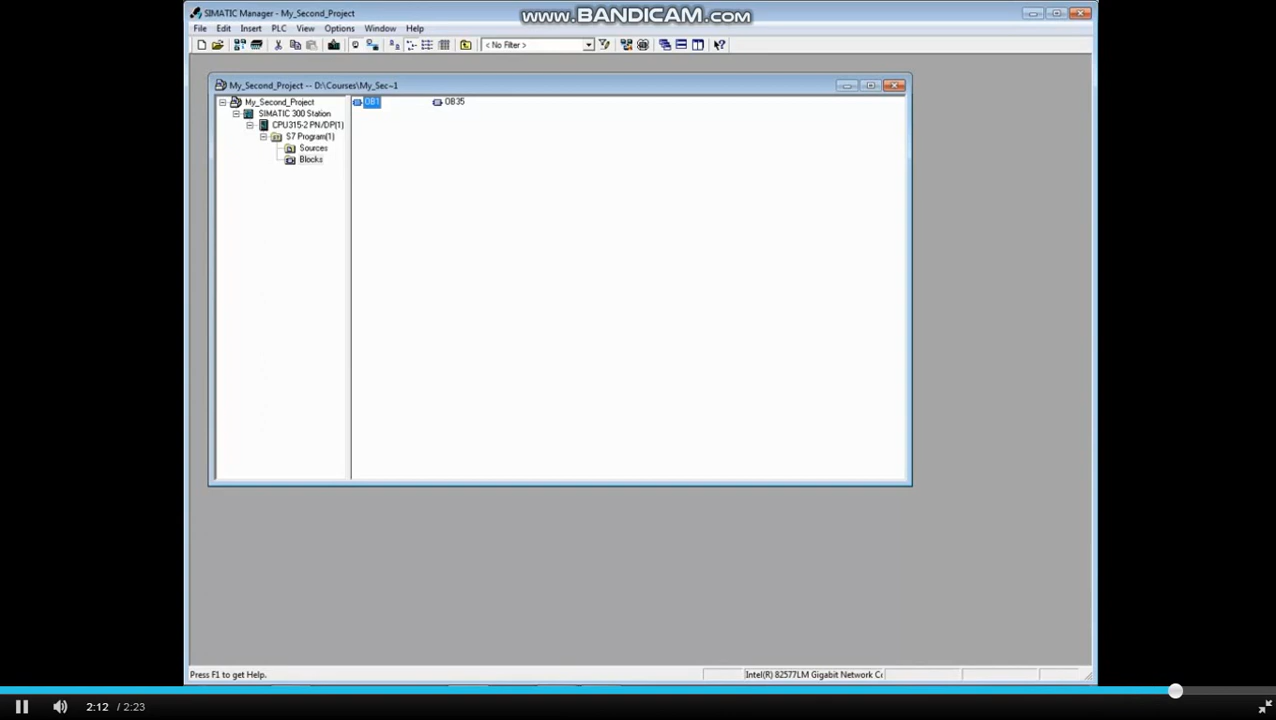 SIMATIC Manager - My_Second_Project
www.BANDICAM.com
File Edit Insert PLC View Options Window Help
< No Filter >
My_Second_Project -- D:\Courses\My_Sec~1
My_Second_Project
OB1 OB35
SIMATIC 300 Station
CPU315-2 PN/DP(1)
S7 Program(1)
Sources
Blocks
Press F1 to get Help.
Intel(R) 82577LM Gigabit Network Cc
2:12 / 2:23